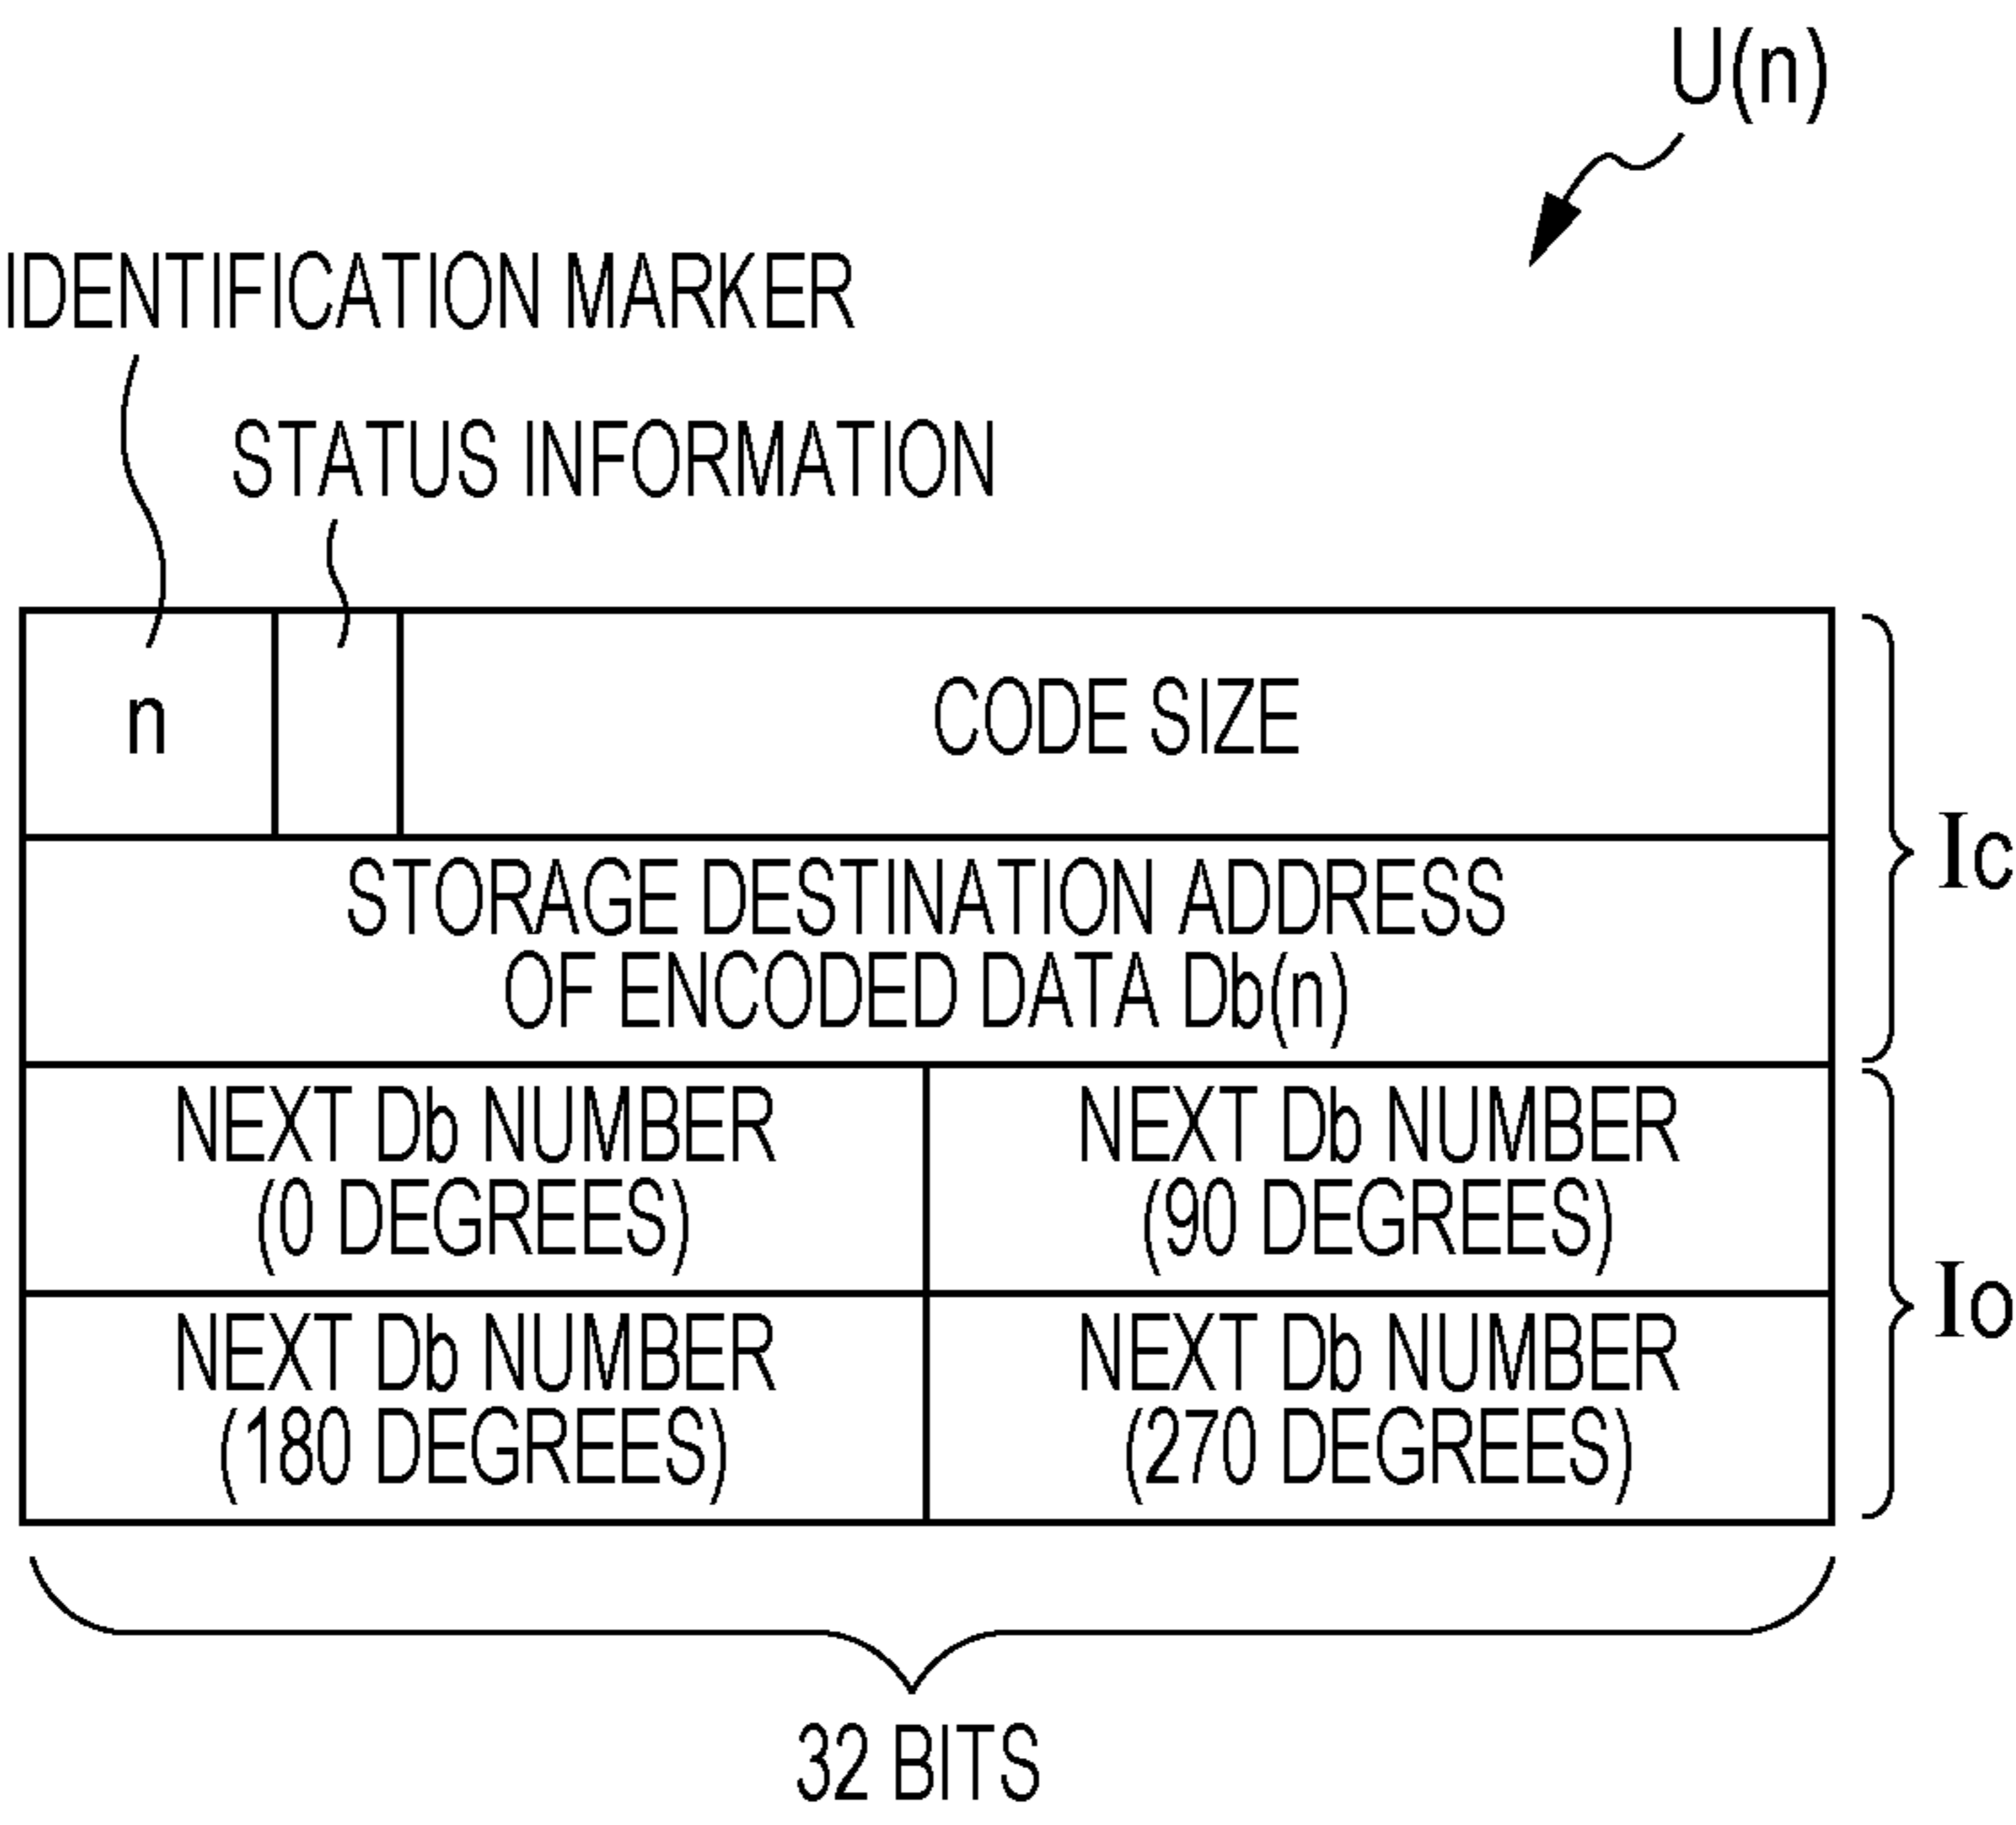 U(n)
IDENTIFICATION MARKER
STATUS INFORMATION
n
CODE SIZE
Ic
STORAGE DESTINATION ADDRESS
OF ENCODED DATA Db(n)
NEXT Db NUMBER
(0 DEGREES)
NEXT Db NUMBER
(90 DEGREES)
Io
NEXT Db NUMBER
(180 DEGREES)
NEXT Db NUMBER
(270 DEGREES)
32 BITS